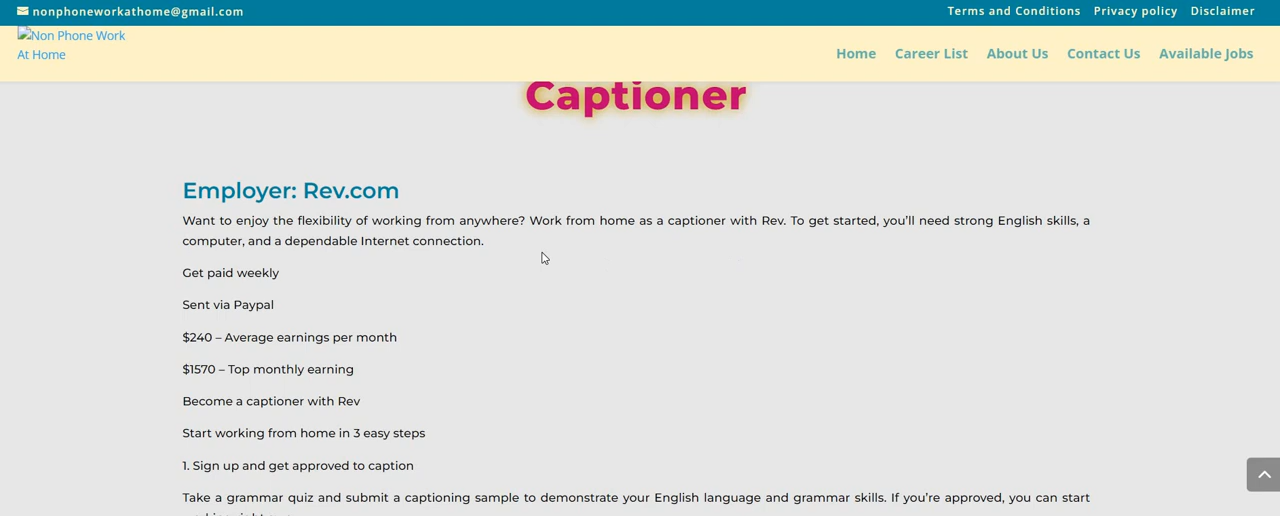 nonphoneworkathome@gmail.com
Terms and Conditions Privacy policy Disclaimer
Non Phone Work
At Home
Home Career List About Us Contact Us Available Jobs
Captioner
Employer: Rev.com
Want to enjoy the flexibility of working from anywhere? Work from home as a captioner with Rev. To get started, you'll need strong English skills, a
computer, and a dependable Internet connection.
Get paid weekly
Sent via Paypal
$240 – Average earnings per month
$1570 – Top monthly earning
Become a captioner with Rev
Start working from home in 3 easy steps
1. Sign up and get approved to caption
Take a grammar quiz and submit a captioning sample to demonstrate your English language and grammar skills. If you're approved, you can start